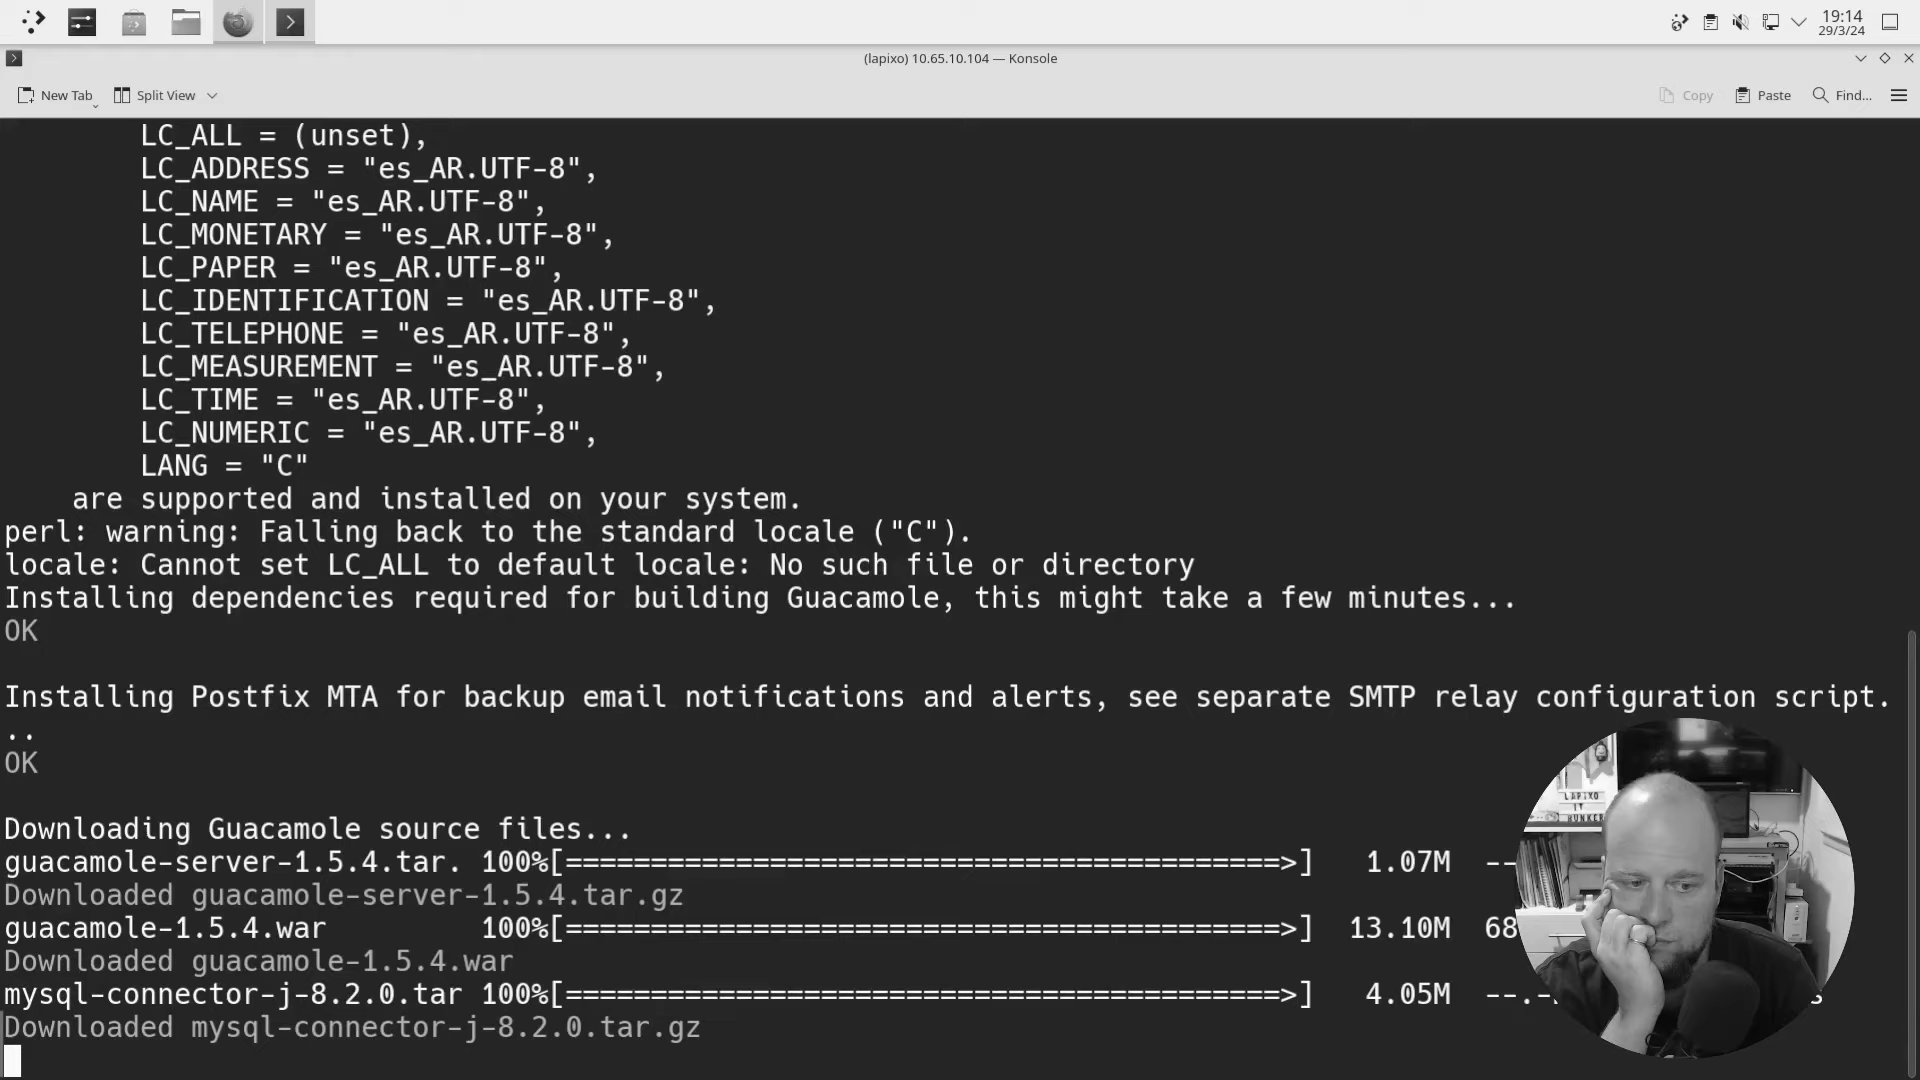 19:14
29/3/24
(lapixo) 10.65.10.104 — Konsole
New Tab Split View Copy Paste Find...
LC_ALL = (unset),
LC_ADDRESS = "es_AR.UTF-8",
LC_NAME = "es_AR.UTF-8",
LC_MONETARY = "es_AR.UTF-8",
LC_PAPER = "es_AR.UTF-8",
LC_IDENTIFICATION = "es_AR.UTF-8",
LC_TELEPHONE = "es_AR.UTF-8",
LC_MEASUREMENT = "es_AR.UTF-8",
LC_TIME = "es_AR.UTF-8",
LC_NUMERIC = "es_AR.UTF-8",
LANG = "C"
are supported and installed on your system.
perl: warning: Falling back to the standard locale ("C").
locale: Cannot set LC_ALL to default locale: No such file or directory
Installing dependencies required for building Guacamole, this might take a few minutes...
OK
Installing Postfix MTA for backup email notifications and alerts, see separate SMTP relay configuration script.
..
OK
Downloading Guacamole source files...
guacamole-server-1.5.4.tar. 100%[==========================================>] 1.07M --
Downloaded guacamole-server-1.5.4.tar.gz
guacamole-1.5.4.war 100%[==========================================>] 13.10M 68
Downloaded guacamole-1.5.4.war
mysql-connector-j-8.2.0.tar 100%[==========================================>] 4.05M --.-
Downloaded mysql-connector-j-8.2.0.tar.gz
LAPIXO
IT
BUNKER